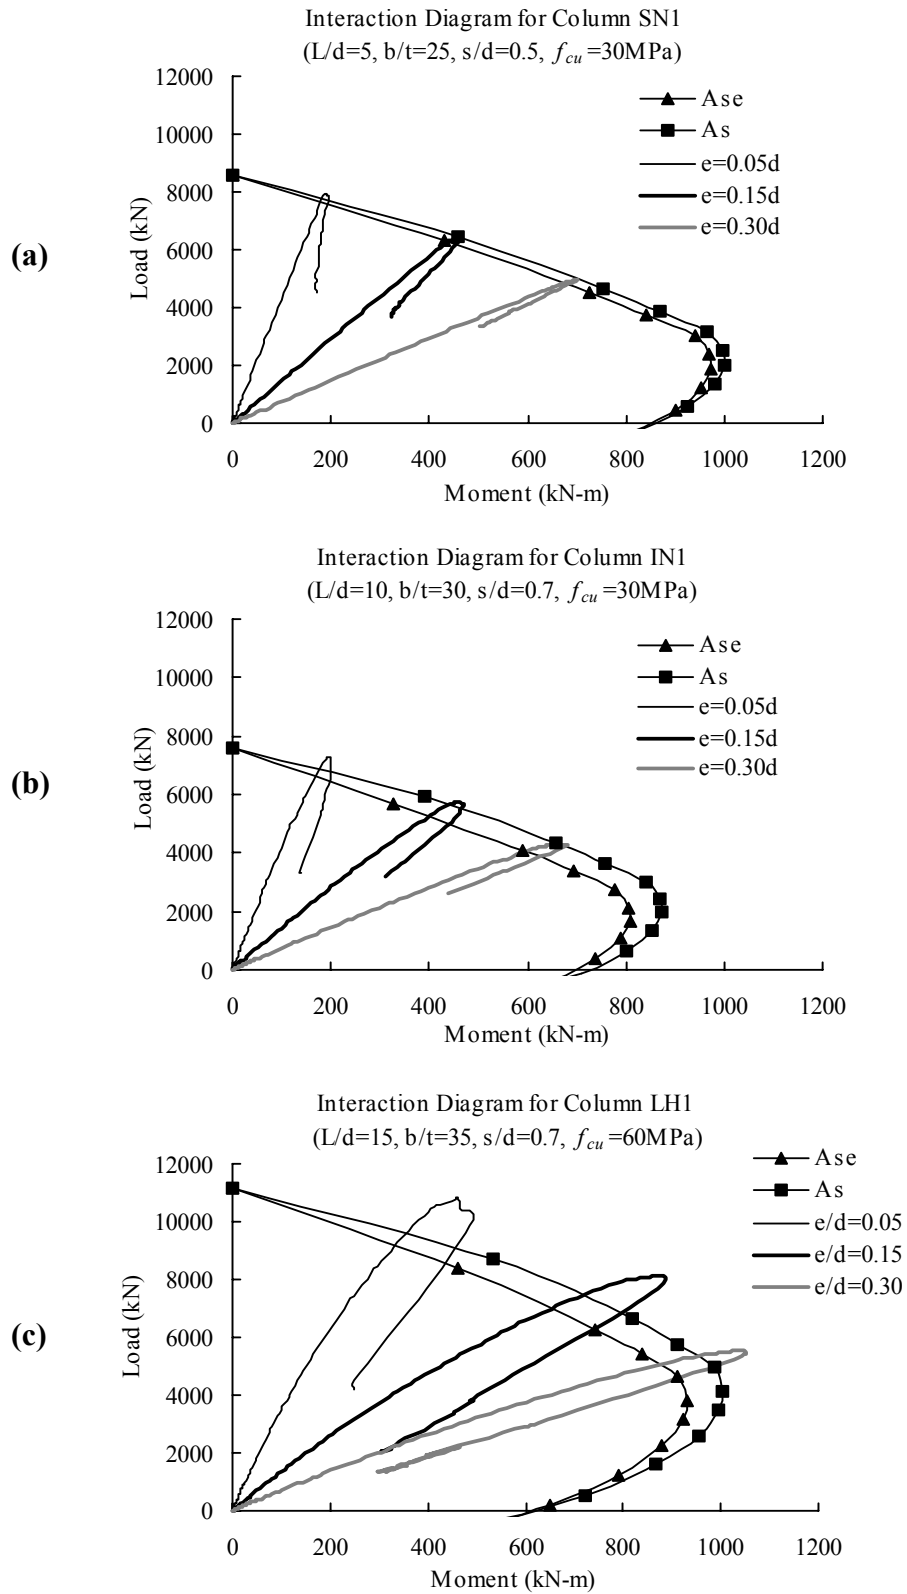 (a)
Interaction Diagram for Column SN1
(L/d=5, b/t=25, s/d=0.5, fcu =30MPa)
12000
10000
8000
6000
4000
2000
0
Load (kN)
Ase
As
e=0.05d
e=0.15d
e=0.30d
0 200 400 600 800 1000 1200
Moment (kN-m)
(b)
Interaction Diagram for Column IN1
(L/d=10, b/t=30, s/d=0.7, fcu =30MPa)
12000
10000
8000
6000
4000
2000
0
Load (kN)
Ase
As
e=0.05d
e=0.15d
e=0.30d
0 200 400 600 800 1000 1200
Moment (kN-m)
(c)
Interaction Diagram for Column LH1
(L/d=15, b/t=35, s/d=0.7, fcu =60MPa)
12000
10000
8000
6000
4000
2000
0
Load (kN)
Ase
As
e/d=0.05
e/d=0.15
e/d=0.30
0 200 400 600 800 1000 1200
Moment (kN-m)